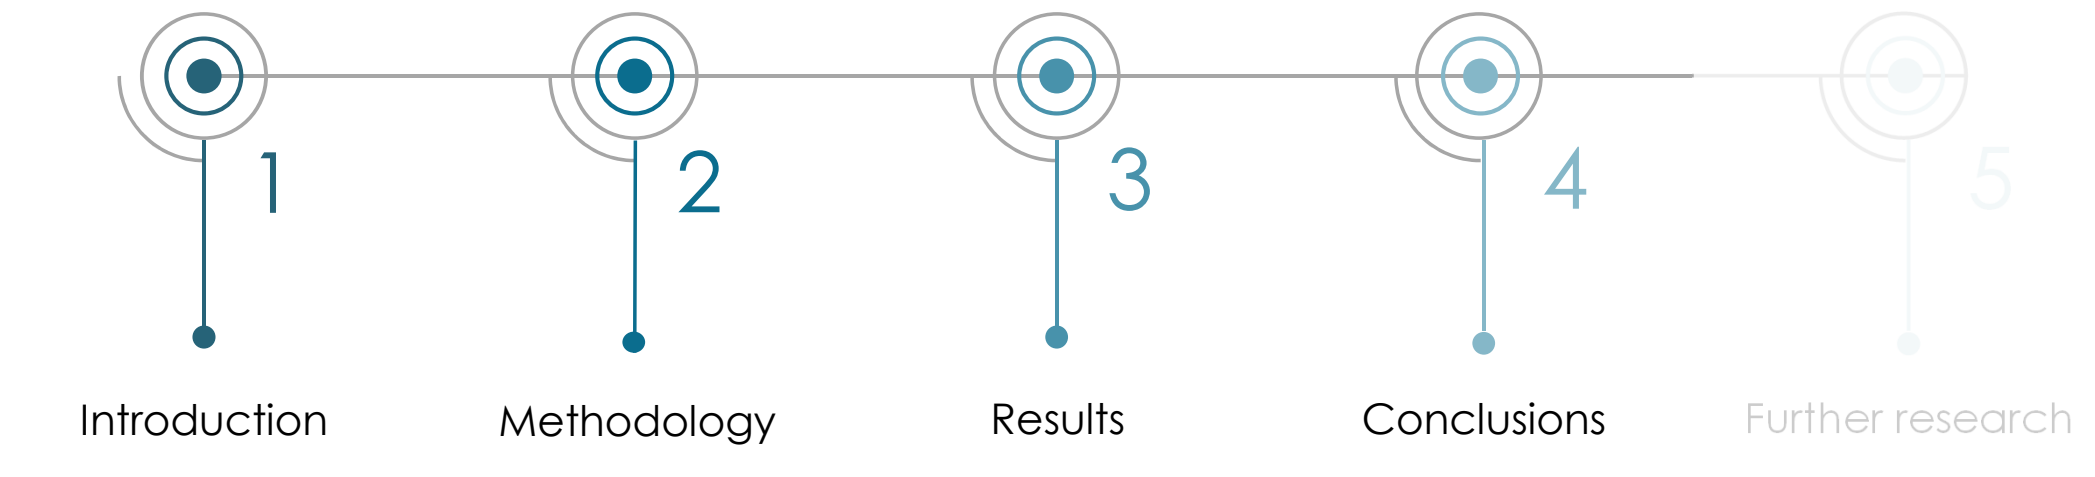 1
2
3
4
5
Introduction
Methodology
Results
Conclusions
Further research